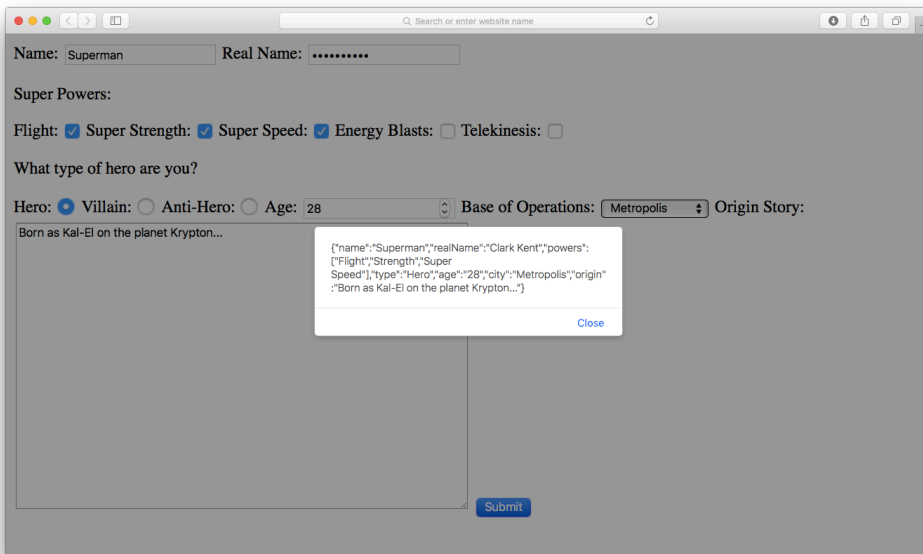 Search or enter website name
Name: Superman Real Name: ••••••••••
Super Powers:
Flight: Super Strength: Super Speed: Energy Blasts: Telekinesis:
What type of hero are you?
Hero: Villain: Anti-Hero: Age: 28 Base of Operations: Metropolis Origin Story:
Born as Kal-El on the planet Krypton...
{"name":"Superman","realName":"Clark Kent","powers":
["Flight","Strength","Super
Speed"],"type":"Hero","age":"28","city":"Metropolis","origin"
:"Born as Kal-El on the planet Krypton..."}
Close
Submit